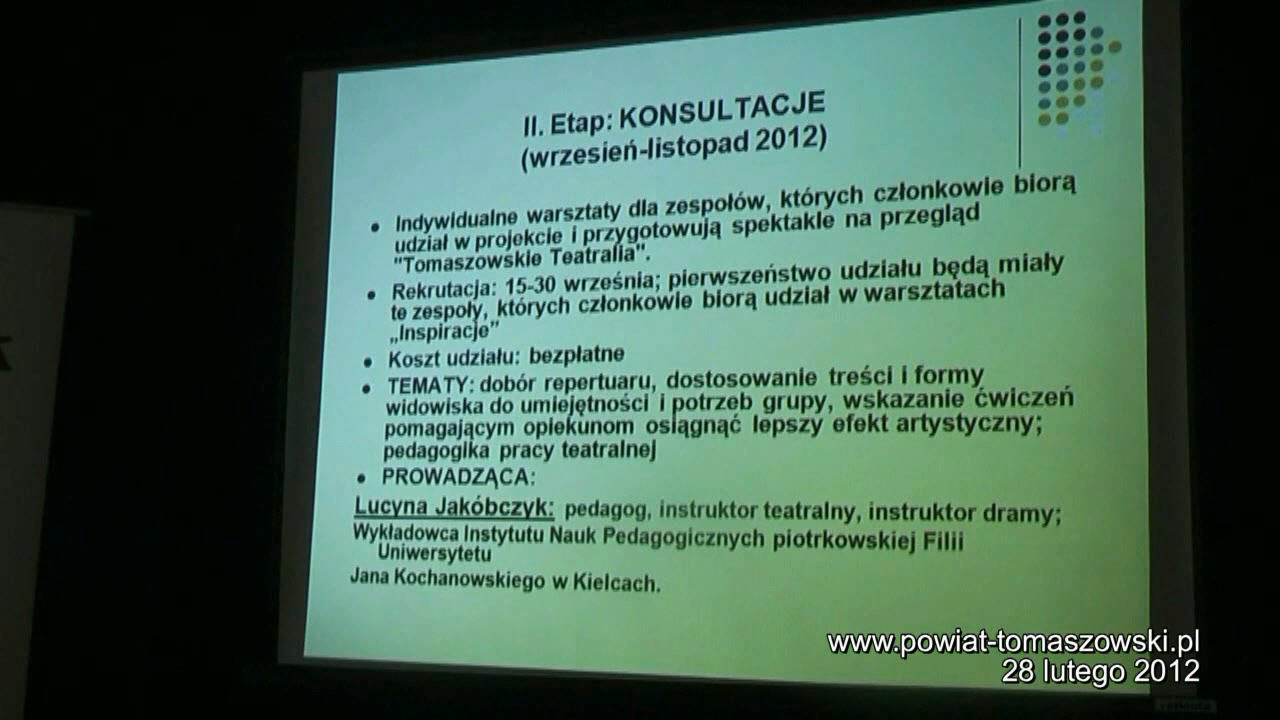 II. Etap: KONSULTACJE
(wrzesień-listopad 2012)
• Indywidualne warsztaty dla zespołów, których członkowie biorą
udział w projekcie i przygotowują spektakle na przegląd
"Tomaszowskie Teatralia".
• Rekrutacja: 15-30 września; pierwszeństwo udziału będą miały
te zespoły, których członkowie biorą udział w warsztatach
„Inspiracje”
• Koszt udziału: bezpłatne
• TEMATY: dobór repertuaru, dostosowanie treści i formy
widowiska do umiejętności i potrzeb grupy, wskazanie ćwiczeń
pomagającym opiekunom osiągnąć lepszy efekt artystyczny;
pedagogika pracy teatralnej
• PROWADZĄCA:
Lucyna Jakóbczyk: pedagog, instruktor teatralny, instruktor dramy;
Wykładowca Instytutu Nauk Pedagogicznych piotrkowskiej Filii
Uniwersytetu
Jana Kochanowskiego w Kielcach.
www.powiat-tomaszowski.pl
28 lutego 2012